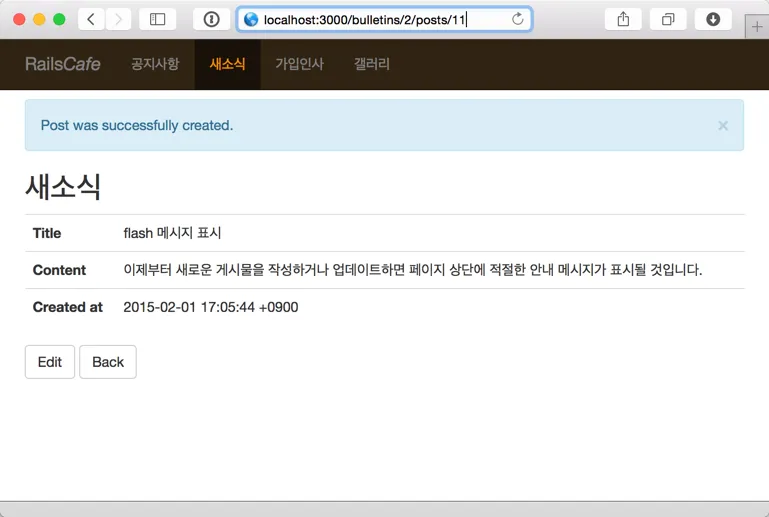 localhost:3000/bulletins/2/posts/11
RailsCafe 공지사항 새소식 가입인사 갤러리
Post was successfully created. ×
새소식
Title flash 메시지 표시
Content 이제부터 새로운 게시물을 작성하거나 업데이트하면 페이지 상단에 적절한 안내 메시지가 표시될 것입니다.
Created at 2015-02-01 17:05:44 +0900
Edit Back